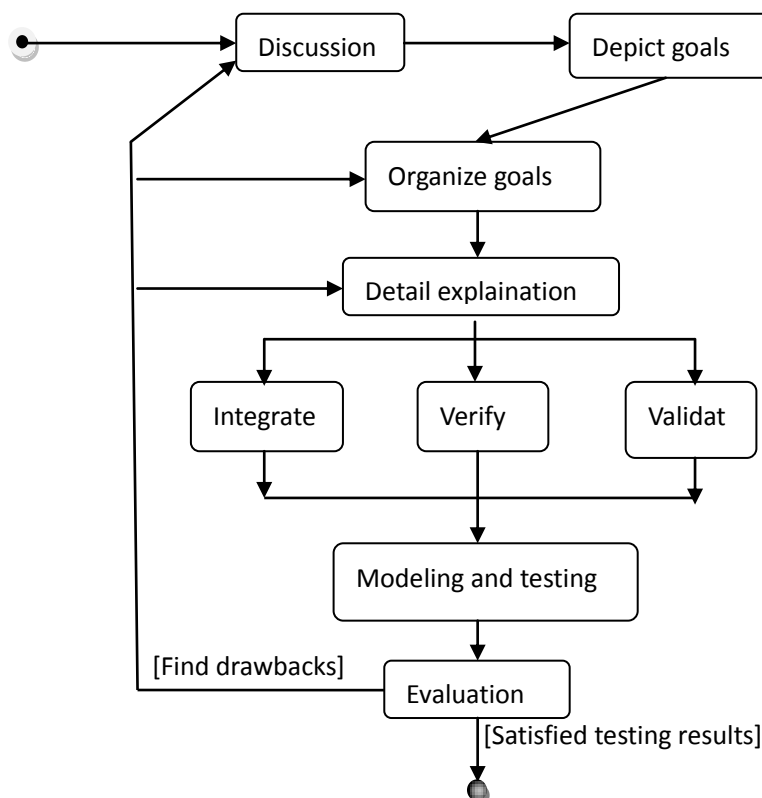 Discussion
Depict goals
Organize goals
Detail explaination
Integrate
Verify
Validat
Modeling and testing
[Find drawbacks]
Evaluation
[Satisfied testing results]